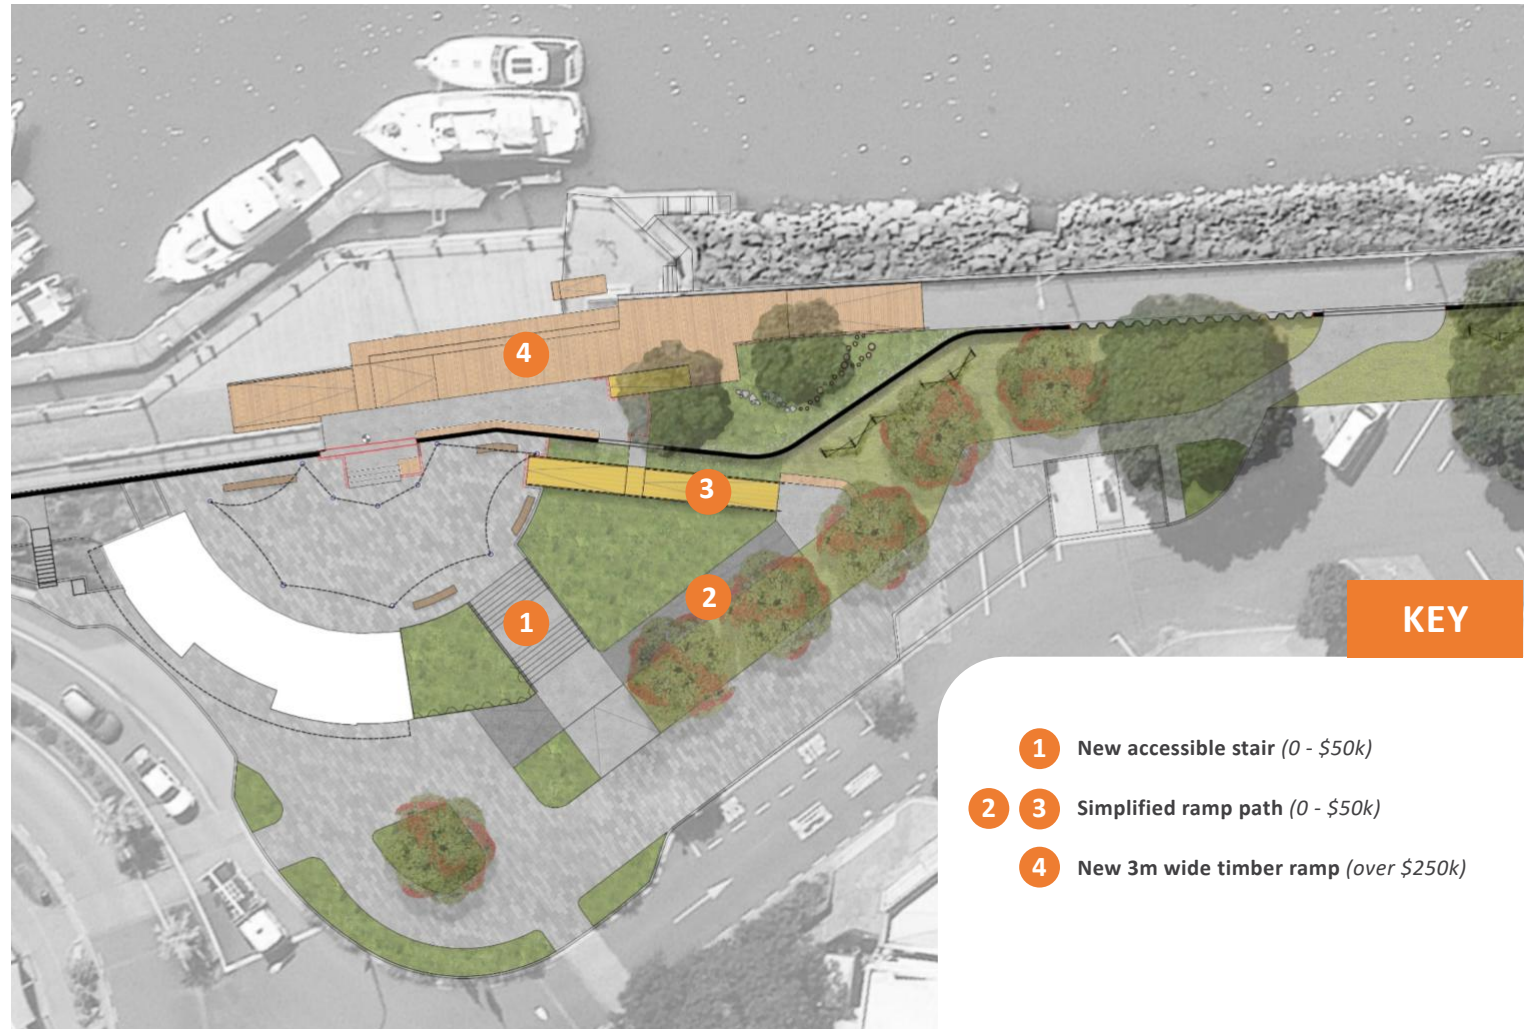 4
3
2
1
KEY
1 New accessible stair (0 - $50k)
2 3 Simplified ramp path (0 - $50k)
4 New 3m wide timber ramp (over $250k)